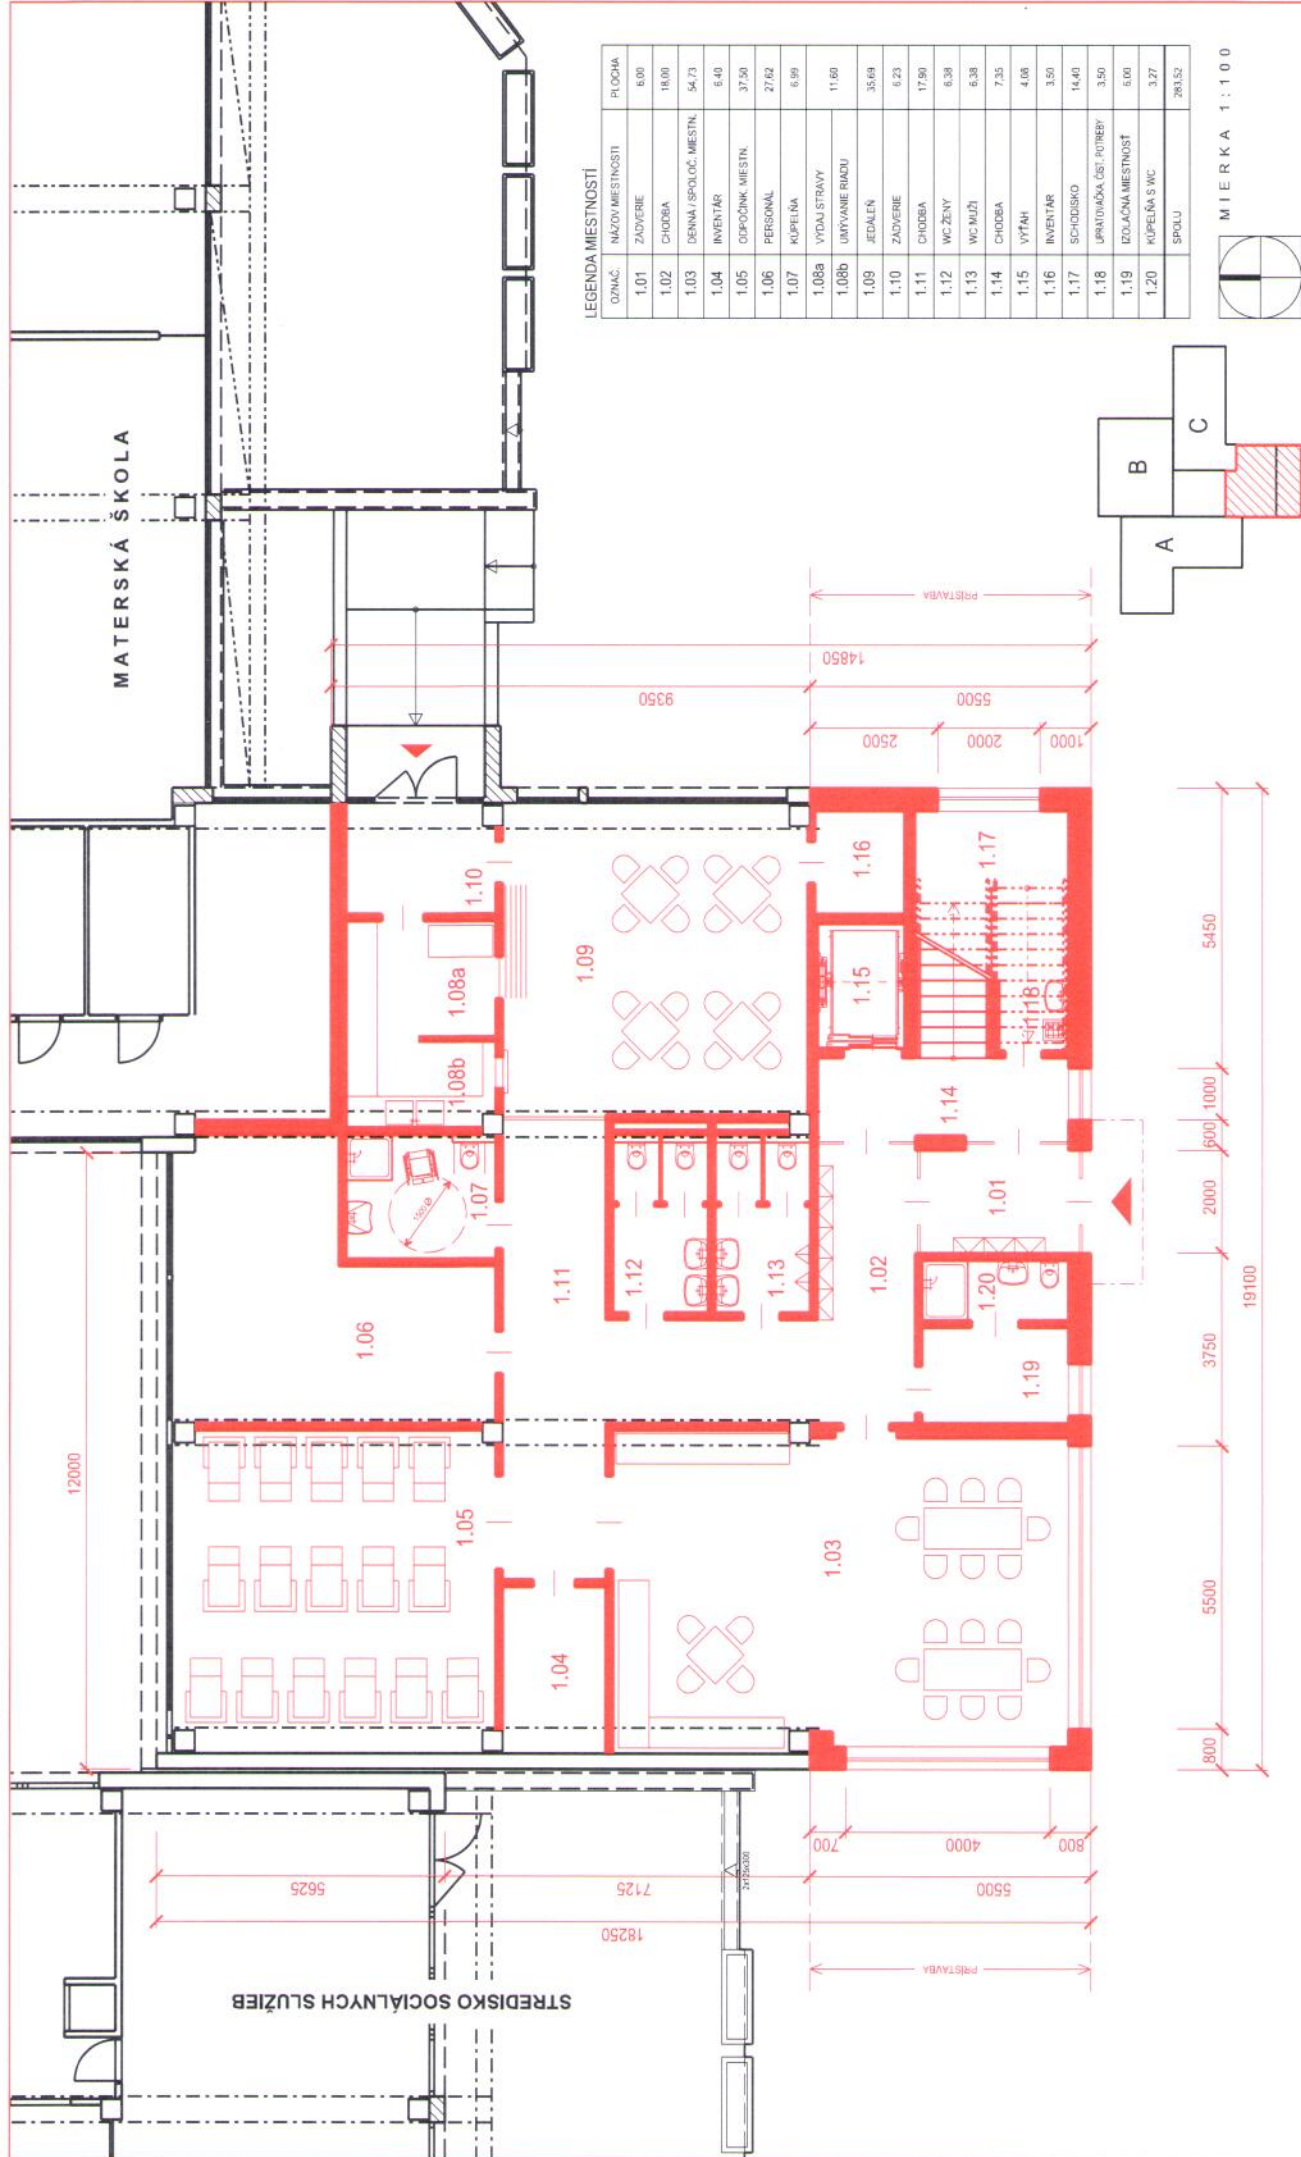 MATERSKÁ ŠKOLA
STREDISKO SOCIÁLNYCH SLUŽIEB
LEGENDA MIESTNOSTÍ
OZNAČ. NÁZOV MIESTNOSTI PLOCHA
1.01 ZÁDVERIE 6,00
1.02 CHODBA 18,00
1.03 DENNÁ / SPOLOČ. MIESTN. 54,73
1.04 INVENTÁR 6,40
1.05 ODPOČINK. MIESTN. 37,50
1.06 PERSONÁL 27,62
1.07 KÚPELŇA 6,99
1.08a VÝDAJ STRAVY 11,60
1.08b UMÝVANIE RIADU
1.09 JEDÁLEŇ 35,69
1.10 ZÁDVERIE 6,23
1.11 CHODBA 17,90
1.12 WC ŽENY 6,38
1.13 WC MUŽI 6,38
1.14 CHODBA 7,35
1.15 VÝŤAH 4,08
1.16 INVENTÁR 3,50
1.17 SCHODISKO 14,40
1.18 UPRATOVAČKA, ČIST. POTREBY 3,50
1.19 IZOLAČNÁ MIESTNOSŤ 6,00
1.20 KÚPELŇA S WC 3,27
SPOLU 283,52
MIERKA 1:100
A
B
C
12000
1.05
1.06
1.07
1500 Ø
1.08b
1.08a
1.10
1.04
1.11
1.12
1.13
1.09
1.03
1.02
1.14
1.15
1.16
1.19
1.20
1.01
1.18
1.17
800
5500
3750
2000
600
1000
5450
19100
5625
7125
18250
700
4000
800
5500
PRÍSTAVBA
2x125x300
9350
14850
2500
2000
1000
5500
PRÍSTAVBA